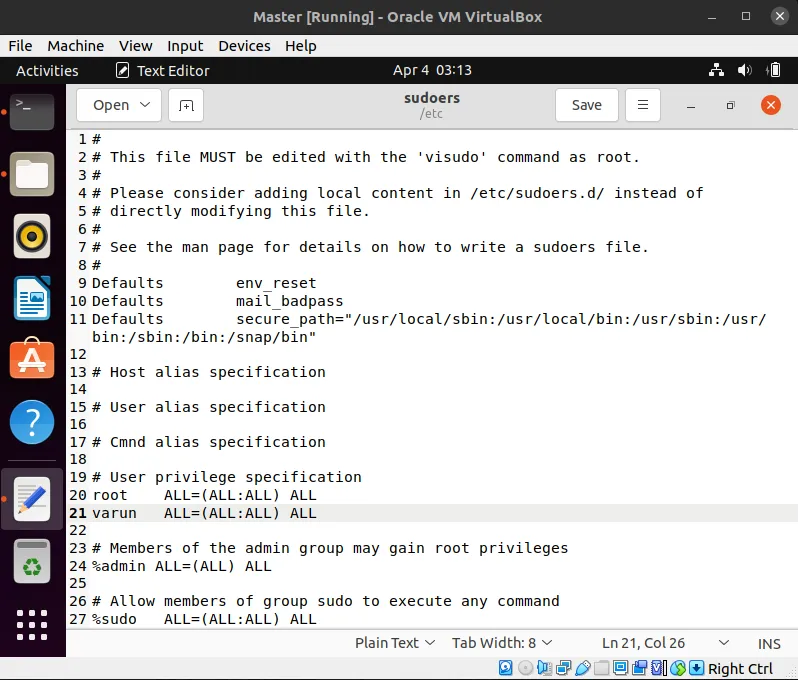 Master [Running] - Oracle VM VirtualBox
File Machine View Input Devices Help
Activities Text Editor Apr 4 03:13
Open sudoers Save
/etc
1 #
2 # This file MUST be edited with the 'visudo' command as root.
3 #
4 # Please consider adding local content in /etc/sudoers.d/ instead of
5 # directly modifying this file.
6 #
7 # See the man page for details on how to write a sudoers file.
8 #
9 Defaults env_reset
10 Defaults mail_badpass
11 Defaults secure_path="/usr/local/sbin:/usr/local/bin:/usr/sbin:/usr/
bin:/sbin:/bin:/snap/bin"
12
13 # Host alias specification
14
15 # User alias specification
16
17 # Cmnd alias specification
18
19 # User privilege specification
20 root ALL=(ALL:ALL) ALL
21 varun ALL=(ALL:ALL) ALL
22
23 # Members of the admin group may gain root privileges
24 %admin ALL=(ALL) ALL
25
26 # Allow members of group sudo to execute any command
27 %sudo ALL=(ALL:ALL) ALL
Plain Text Tab Width: 8 Ln 21, Col 26 INS
Right Ctrl